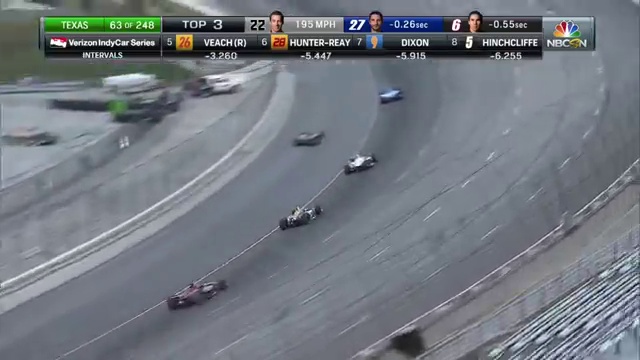 TEXAS 63 OF 248 TOP 3 22 195 MPH 27 -0.26sec 6 -0.55sec
Verizon IndyCar Series 5 26 VEACH (R) 6 28 HUNTER-REAY 7 9 DIXON 8 5 HINCHCLIFFE
INTERVALS -3.260 -5.447 -5.915 -6.255
NBCSN